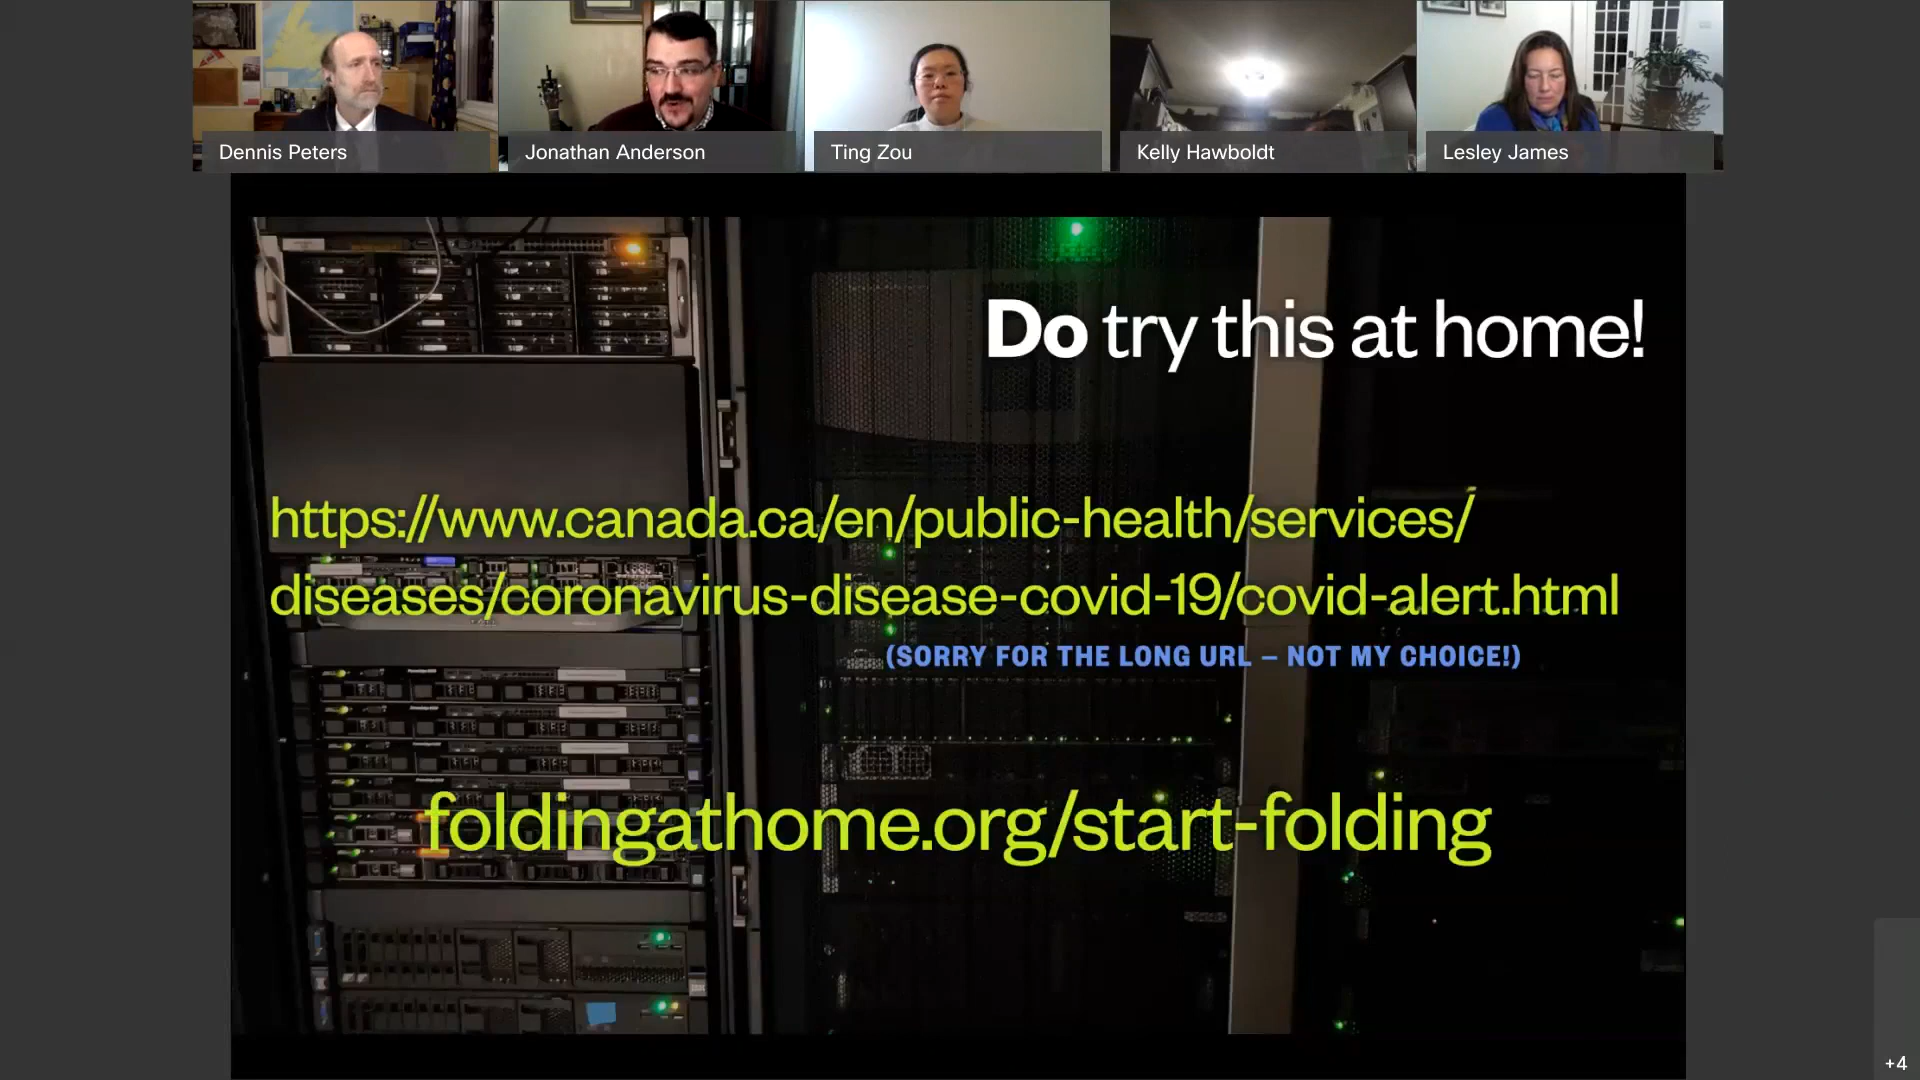 Dennis Peters
Jonathan Anderson
Ting Zou
Kelly Hawboldt
Lesley James
Do try this at home!
https://www.canada.ca/en/public-health/services/
diseases/coronavirus-disease-covid-19/covid-alert.html
(SORRY FOR THE LONG URL – NOT MY CHOICE!)
foldingathome.org/start-folding
+4